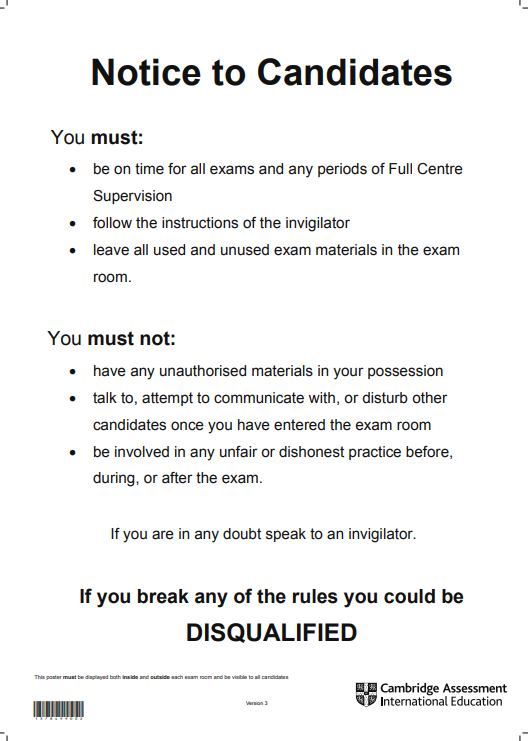 Notice to Candidates
You must:
• be on time for all exams and any periods of Full Centre
Supervision
• follow the instructions of the invigilator
• leave all used and unused exam materials in the exam
room.
You must not:
• have any unauthorised materials in your possession
• talk to, attempt to communicate with, or disturb other
candidates once you have entered the exam room
• be involved in any unfair or dishonest practice before,
during, or after the exam.
If you are in any doubt speak to an invigilator.
If you break any of the rules you could be
DISQUALIFIED
This poster must be displayed both inside and outside each exam room and be visible to all candidates
Version 3
Cambridge Assessment
International Education